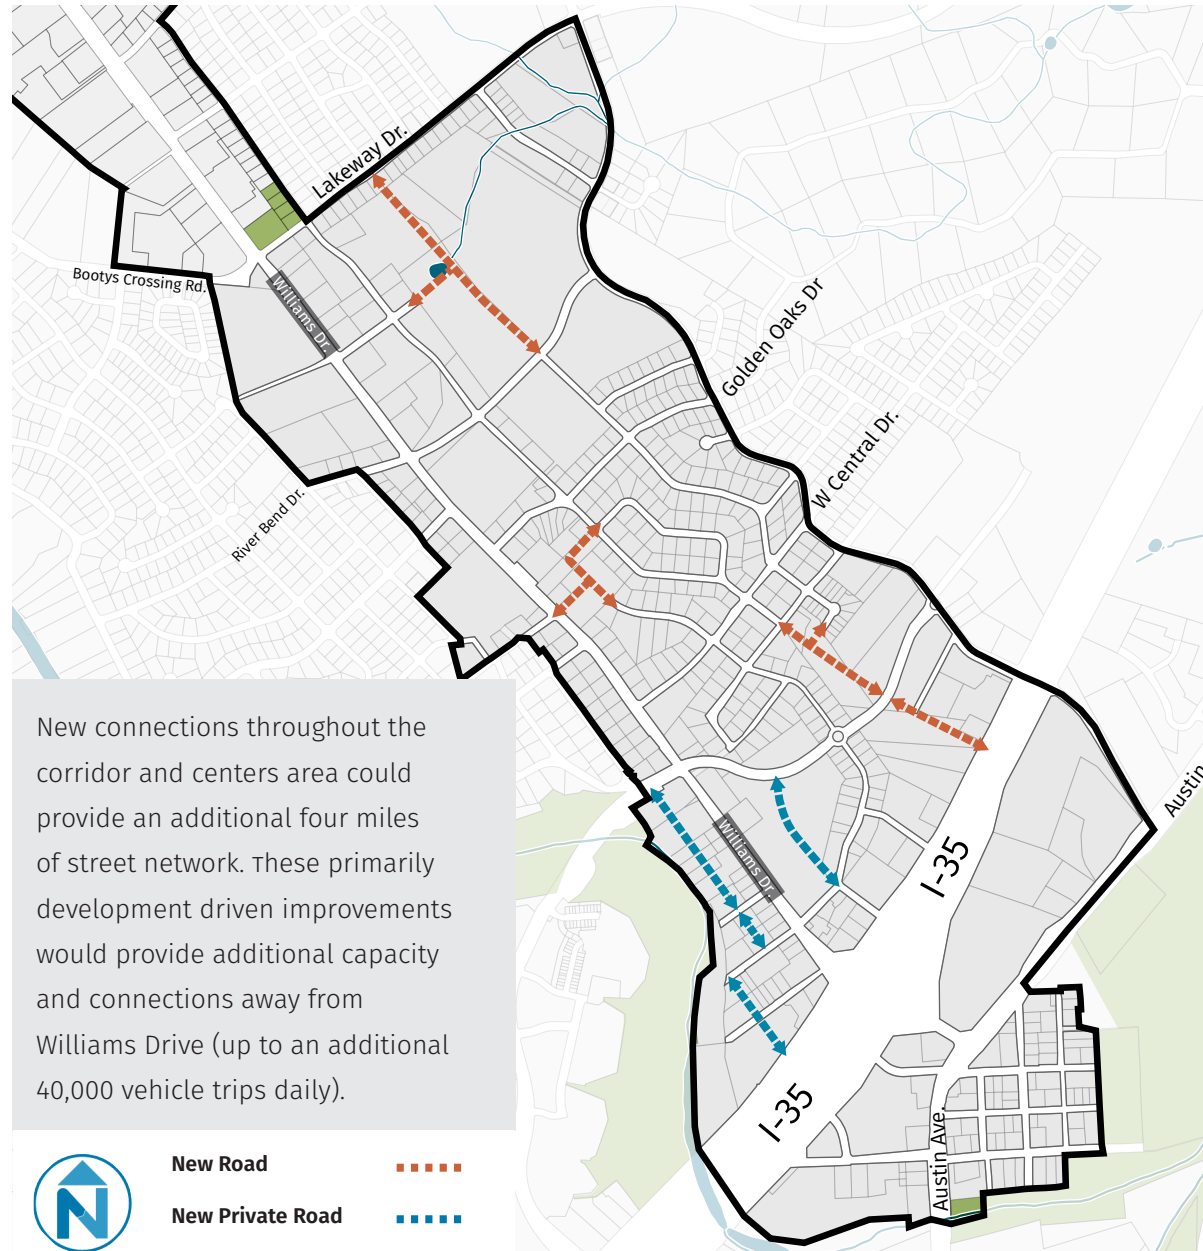 Lakeway Dr.
Bootys Crossing Rd.
Williams Dr.
Golden Oaks Dr
W Central Dr.
River Bend Dr.
New connections throughout the
corridor and centers area could
provide an additional four miles
of street network. These primarily
development driven improvements
would provide additional capacity
and connections away from
Williams Drive (up to an additional
40,000 vehicle trips daily).
Austin
Williams Dr.
I-35
I-35
Austin Ave.
N
New Road
New Private Road